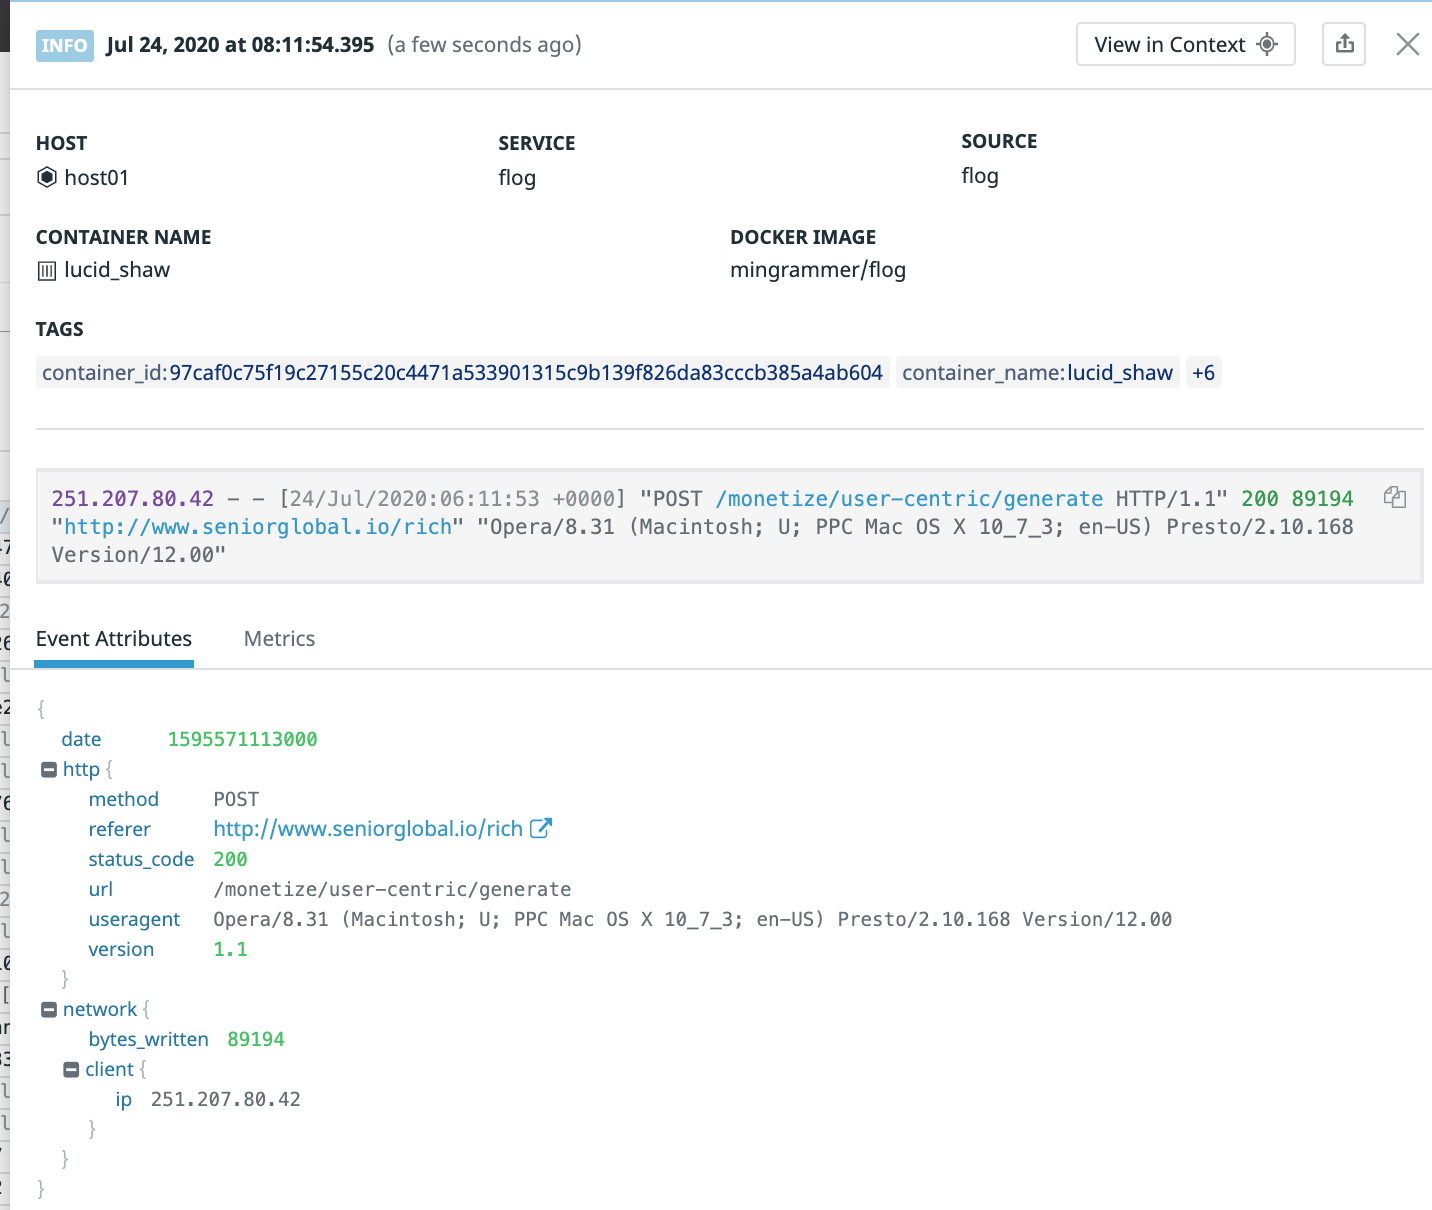 INFO Jul 24, 2020 at 08:11:54.395 (a few seconds ago) View in Context
HOST SERVICE SOURCE
host01 flog flog
CONTAINER NAME DOCKER IMAGE
lucid_shaw mingrammer/flog
TAGS
container_id:97caf0c75f19c27155c20c4471a533901315c9b139f826da83cccb385a4ab604 container_name:lucid_shaw +6
251.207.80.42 - - [24/Jul/2020:06:11:53 +0000] "POST /monetize/user-centric/generate HTTP/1.1" 200 89194
"http://www.seniorglobal.io/rich" "Opera/8.31 (Macintosh; U; PPC Mac OS X 10_7_3; en-US) Presto/2.10.168
Version/12.00"
Event Attributes Metrics
{
date 1595571113000
http {
method POST
referer http://www.seniorglobal.io/rich
status_code 200
url /monetize/user-centric/generate
useragent Opera/8.31 (Macintosh; U; PPC Mac OS X 10_7_3; en-US) Presto/2.10.168 Version/12.00
version 1.1
}
network {
bytes_written 89194
client {
ip 251.207.80.42
}
}
}